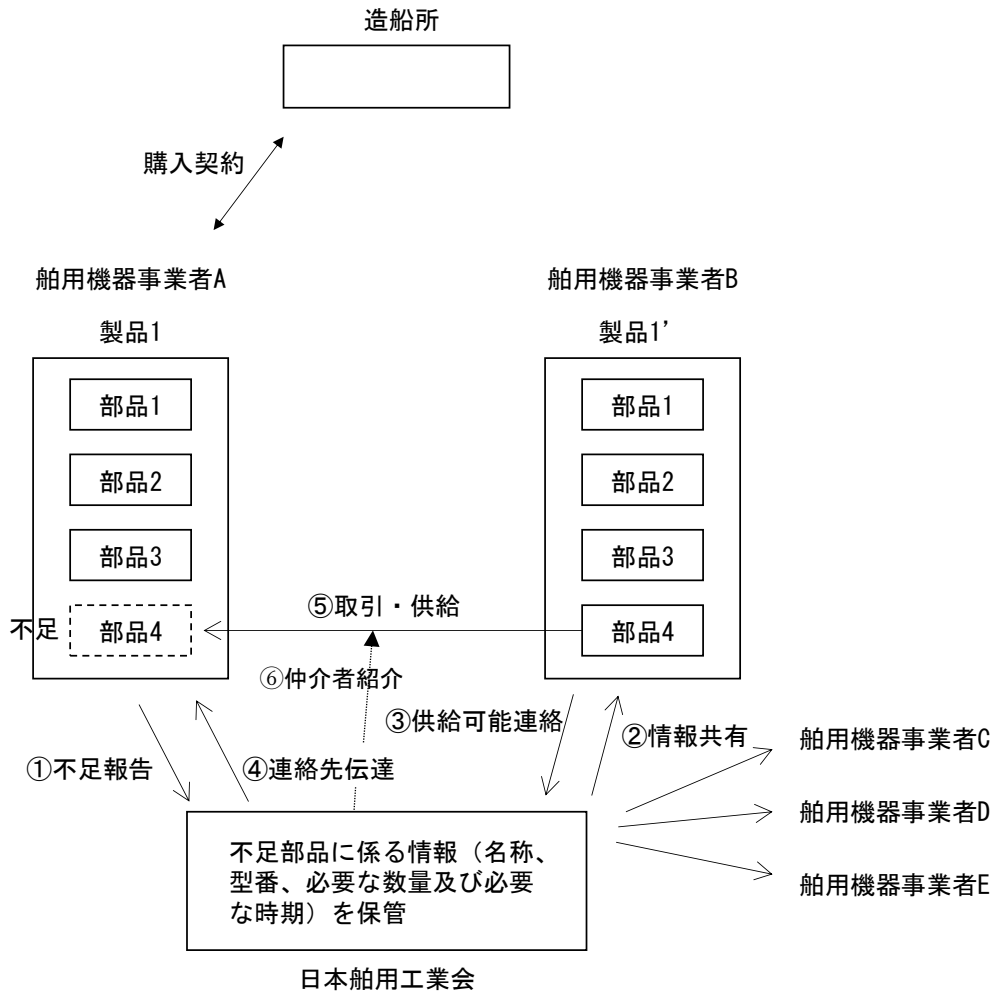 造船所
購入契約
舶用機器事業者A
舶用機器事業者B
製品1
製品1’
部品1
部品2
部品3
不足
部品4
部品1
部品2
部品3
部品4
⑤取引・供給
⑥仲介者紹介
③供給可能連絡
②情報共有
①不足報告
④連絡先伝達
舶用機器事業者C
舶用機器事業者D
舶用機器事業者E
不足部品に係る情報（名称、
型番、必要な数量及び必要
な時期）を保管
日本舶用工業会